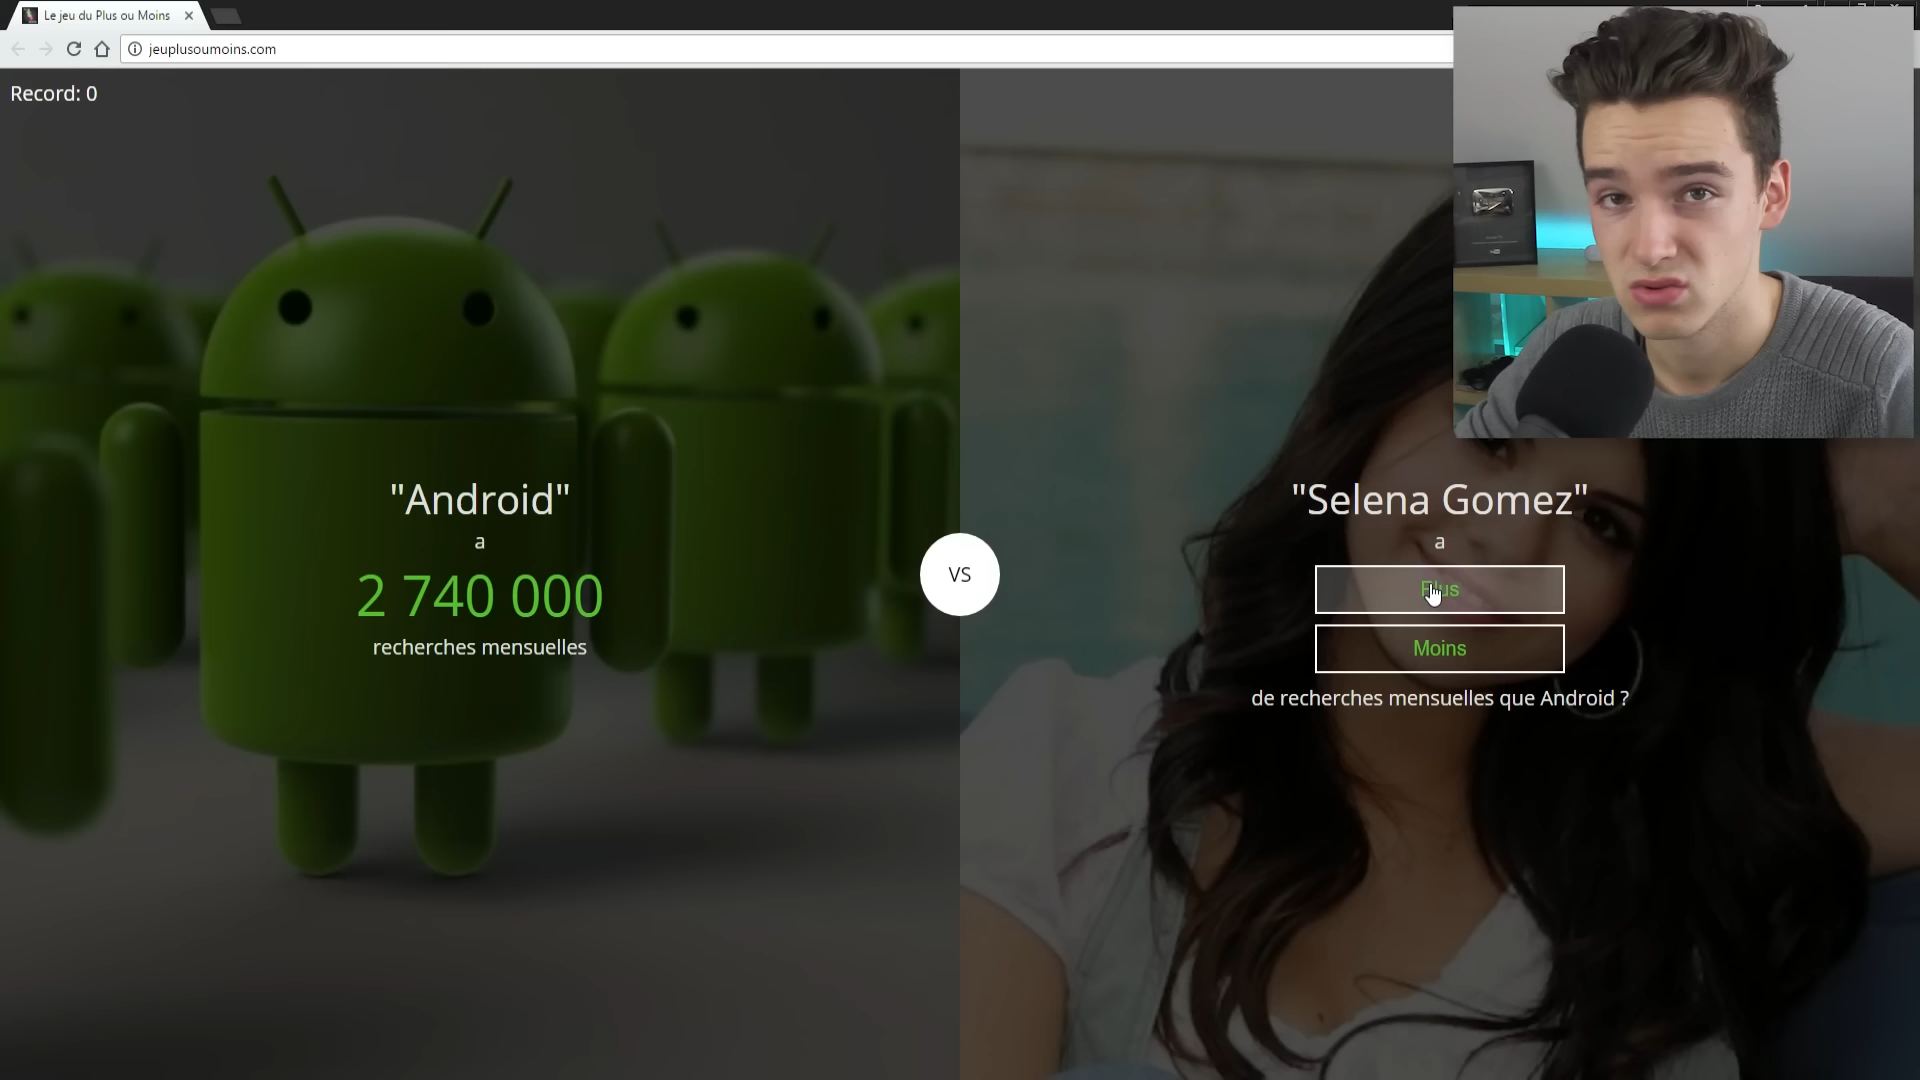 Le jeu du Plus ou Moins
jeuplusoumoins.com
Record: 0
"Android"
a
2 740 000
recherches mensuelles
VS
"Selena Gomez"
a
Plus
Moins
de recherches mensuelles que Android ?